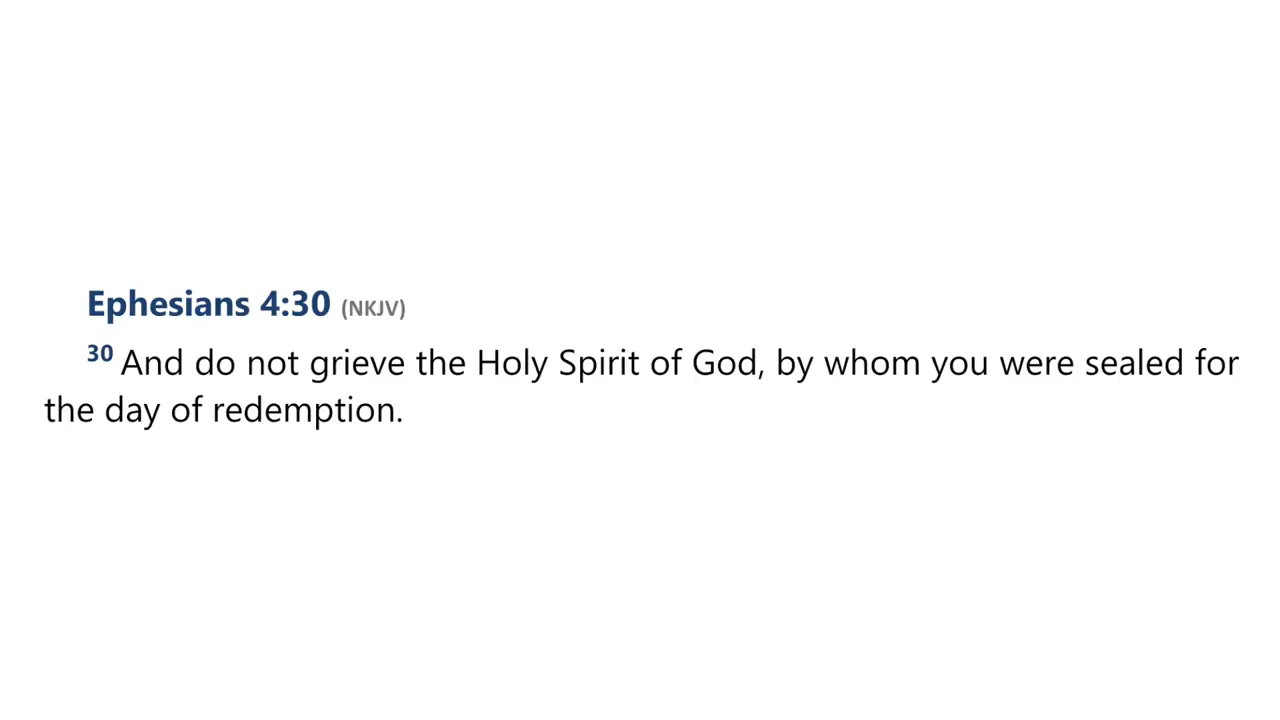 Ephesians 4:30 (NKJV)
30 And do not grieve the Holy Spirit of God, by whom you were sealed for
the day of redemption.